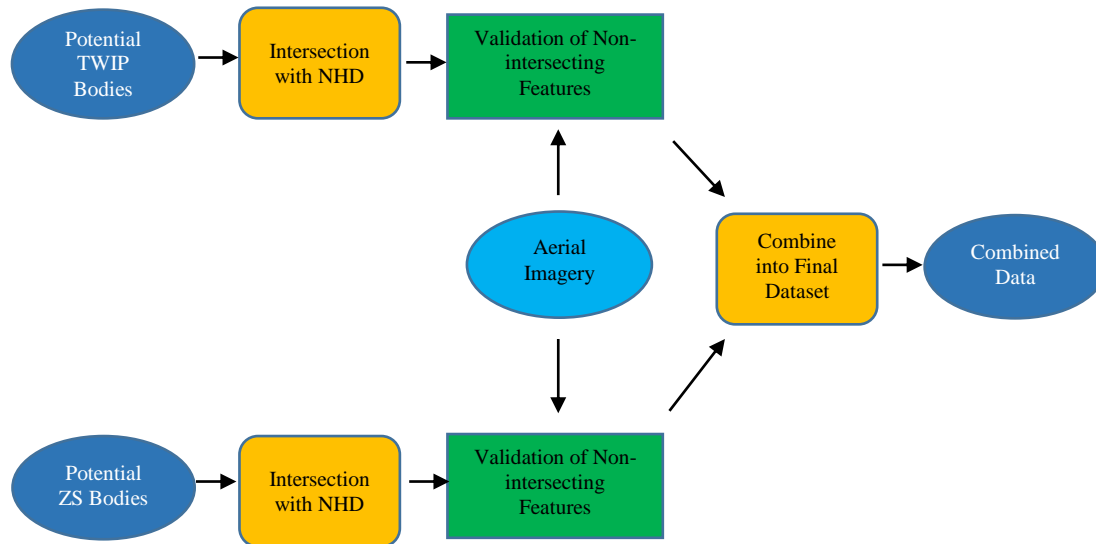 Potential
TWIP
Bodies
Intersection
with NHD
Validation of Non-
intersecting
Features
Aerial
Imagery
Combine
into Final
Dataset
Combined
Data
Potential
ZS Bodies
Intersection
with NHD
Validation of Non-
intersecting
Features